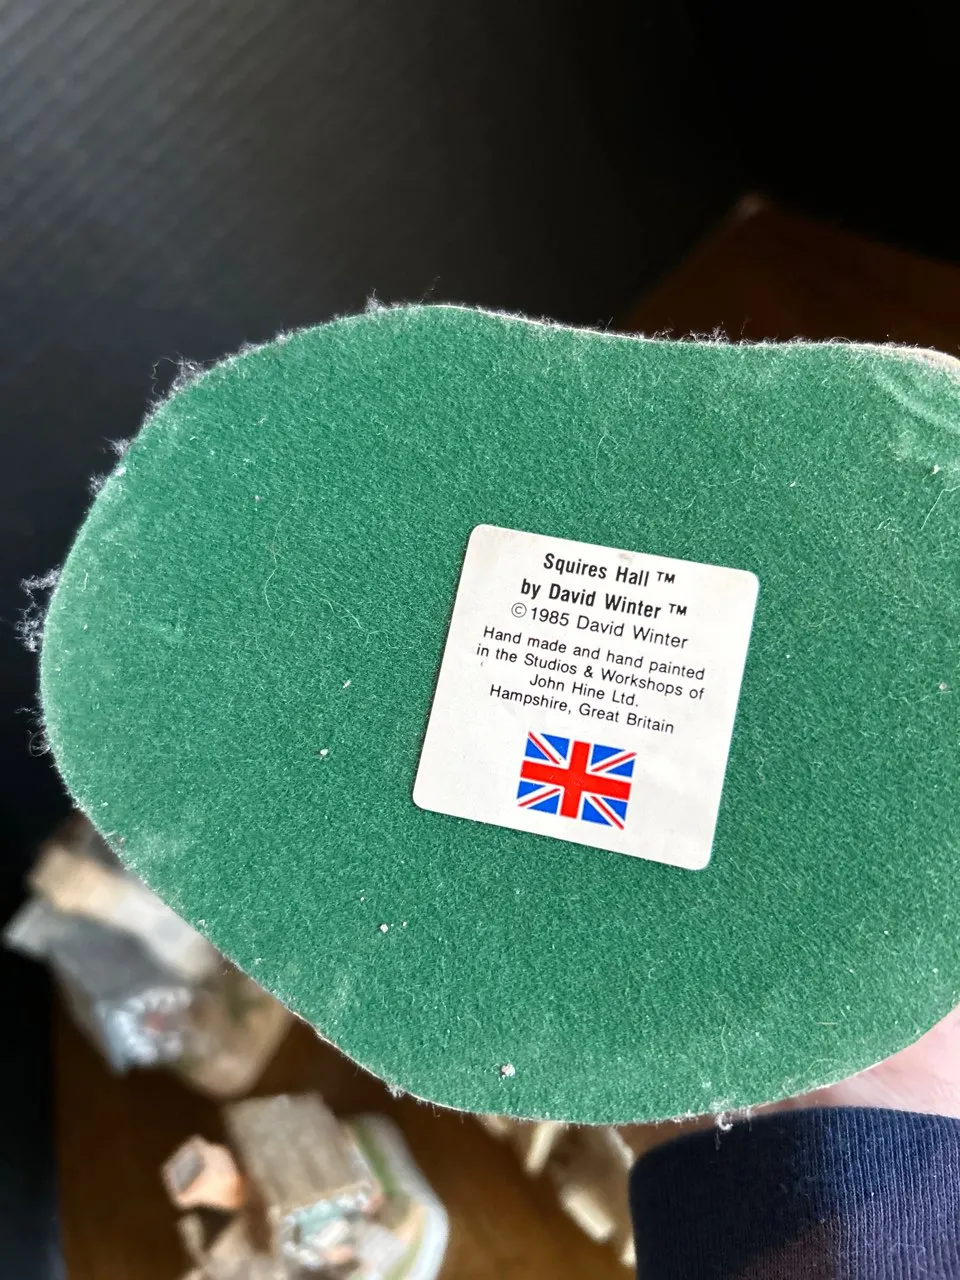 Squires Hall ™
by David Winter ™
© 1985 David Winter
Hand made and hand painted
in the Studios & Workshops of
John Hine Ltd.
Hampshire, Great Britain